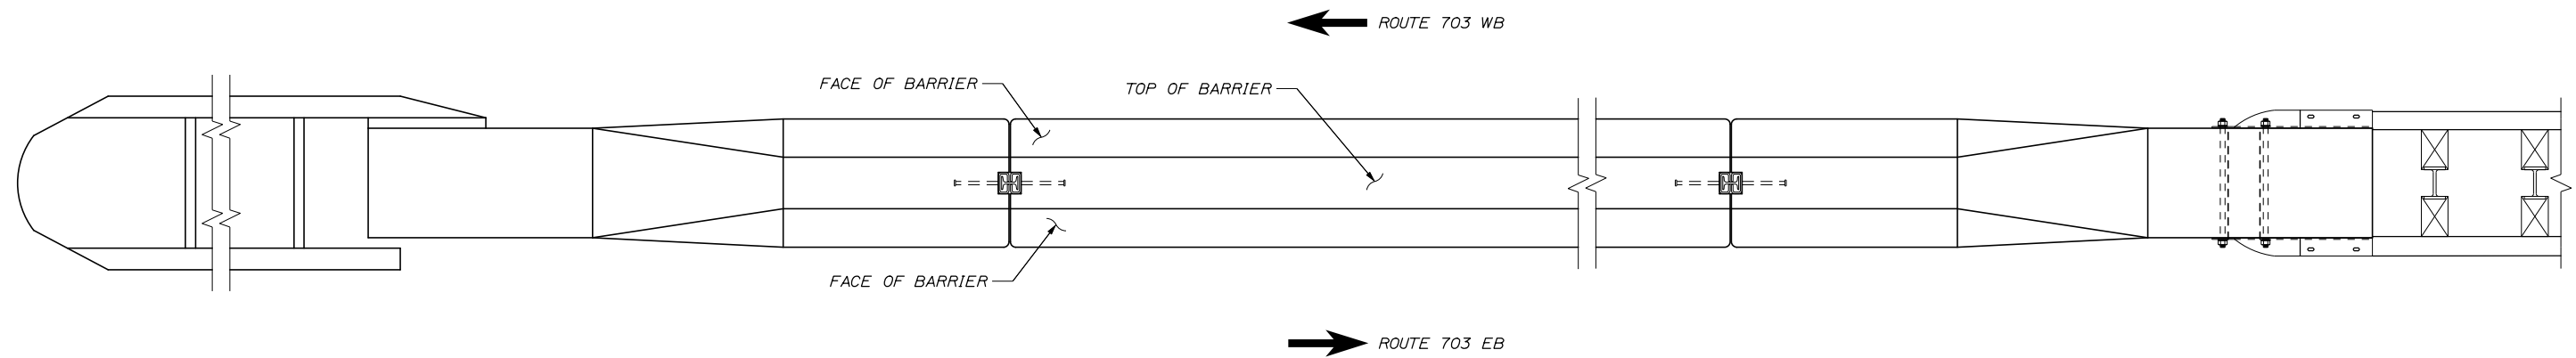 ROUTE 703 WB
FACE OF BARRIER
TOP OF BARRIER
FACE OF BARRIER
ROUTE 703 EB